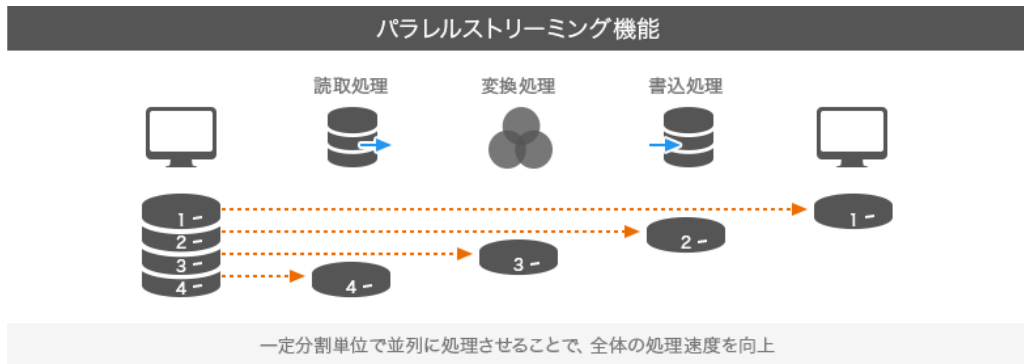 パラレルストリーミング機能
読取処理 変換処理 書込処理
1 1
2 2
3 3
4 4
一定分割単位で並列に処理させることで、全体の処理速度を向上